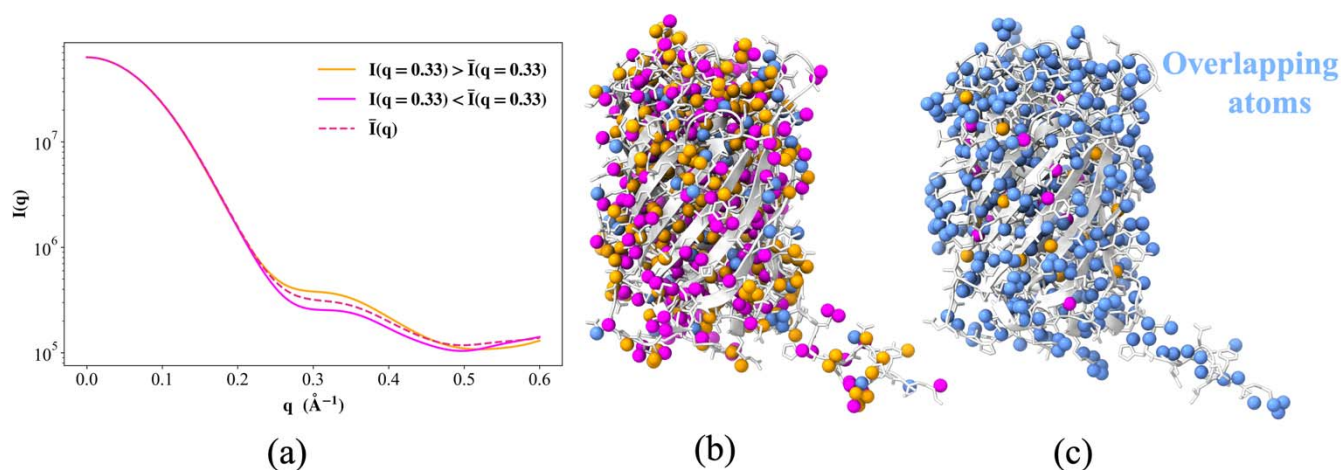 I(q = 0.33) > Ī(q = 0.33)
I(q = 0.33) < Ī(q = 0.33)
Ī(q)
10⁷
10⁶
10⁵
I(q)
0.0 0.1 0.2 0.3 0.4 0.5 0.6
q (Å⁻¹)
Overlapping
atoms
(a) (b) (c)